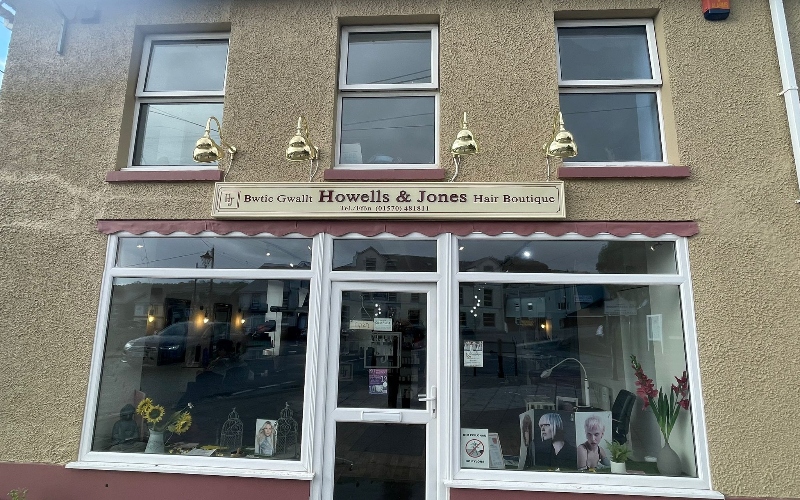 HJ Bwtic Gwallt Howells & Jones Hair Boutique
Tel./Ffôn (01570) 481811